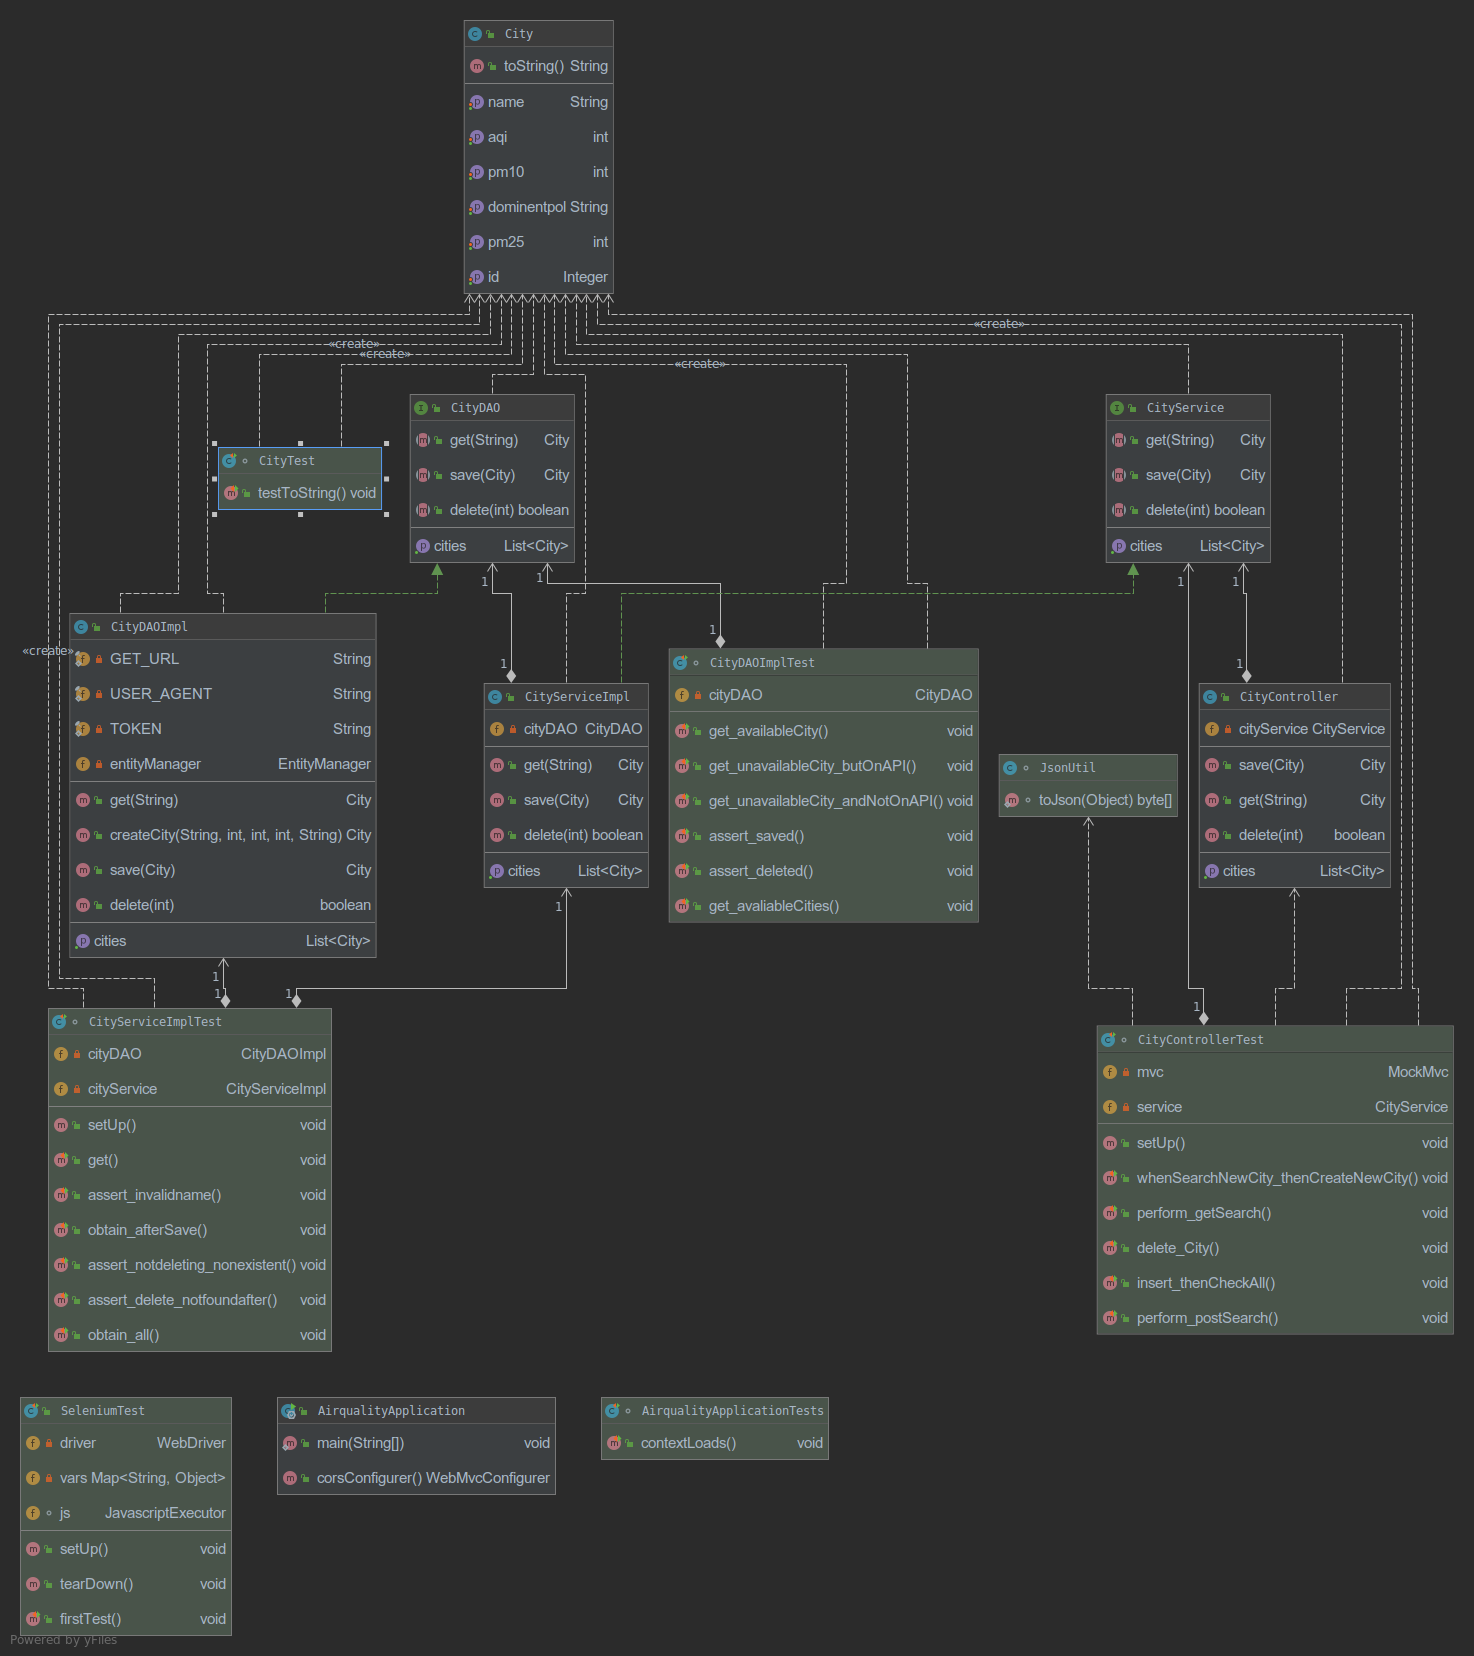 City
toString() String
name String
aqi int
pm10 int
dominentpol String
pm25 int
id Integer
«create»
«create»
«create»
«create»
CityDAO
get(String) City
save(City) City
delete(int) boolean
cities List<City>
CityService
get(String) City
save(City) City
delete(int) boolean
cities List<City>
CityTest
testToString() void
1
1
1
1
«create»
CityDAOImpl
GET_URL String
USER_AGENT String
TOKEN String
entityManager EntityManager
get(String) City
createCity(String, int, int, int, String) City
save(City) City
delete(int) boolean
cities List<City>
1
CityServiceImpl
cityDAO CityDAO
get(String) City
save(City) City
delete(int) boolean
cities List<City>
1
1
CityDAOImplTest
cityDAO CityDAO
get_availableCity() void
get_unavailableCity_butOnAPI() void
get_unavailableCity_andNotOnAPI() void
assert_saved() void
assert_deleted() void
get_avaliableCities() void
JsonUtil
toJson(Object) byte[]
1
CityController
cityService CityService
save(City) City
get(String) City
delete(int) boolean
cities List<City>
1
1
1
CityServiceImplTest
cityDAO CityDAOImpl
cityService CityServiceImpl
setUp() void
get() void
assert_invalidname() void
obtain_afterSave() void
assert_notdeleting_nonexistent() void
assert_delete_notfoundafter() void
obtain_all() void
1
CityControllerTest
mvc MockMvc
service CityService
setUp() void
whenSearchNewCity_thenCreateNewCity() void
perform_getSearch() void
delete_City() void
insert_thenCheckAll() void
perform_postSearch() void
SeleniumTest
driver WebDriver
vars Map<String, Object>
js JavascriptExecutor
setUp() void
tearDown() void
firstTest() void
AirqualityApplication
main(String[]) void
corsConfigurer() WebMvcConfigurer
AirqualityApplicationTests
contextLoads() void
Powered by yFiles